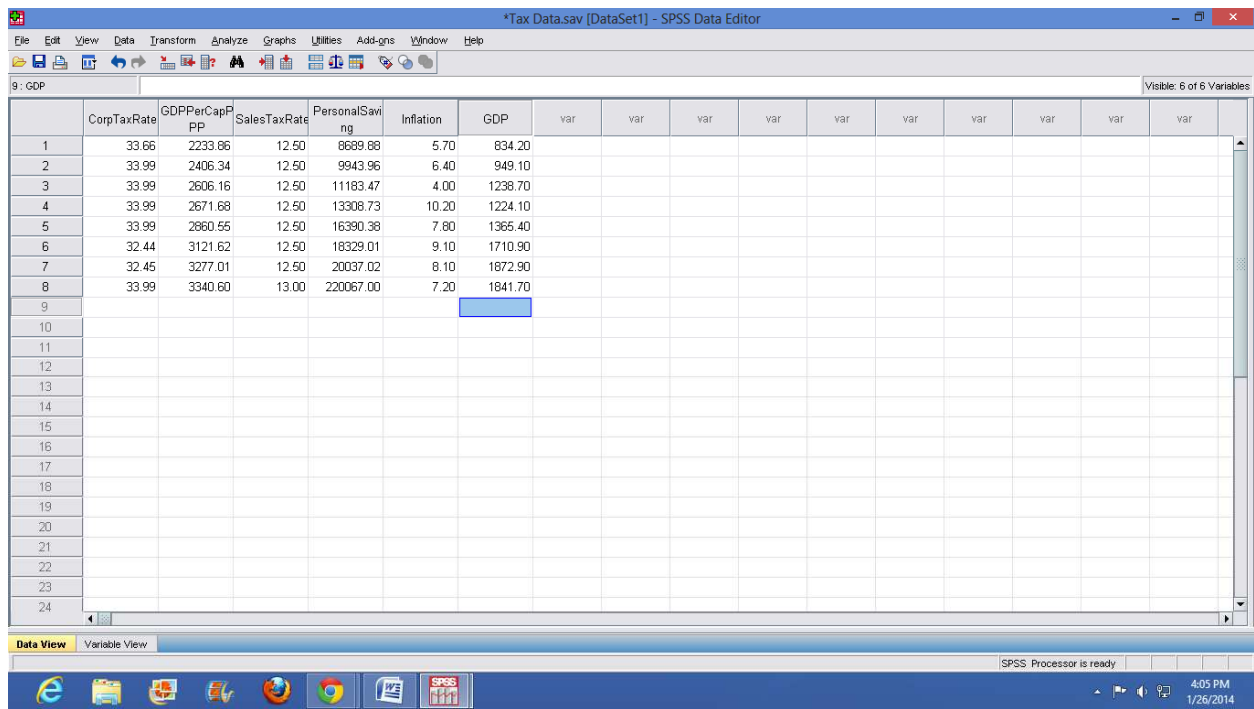 *Tax Data.sav [DataSet1] - SPSS Data Editor
File Edit View Data Transform Analyze Graphs Utilities Add-ons Window Help
9 : GDP Visible: 6 of 6 Variables
CorpTaxRate GDPPerCapP SalesTaxRate PersonalSavi Inflation GDP var var var var var var var var var var
PP ng
1 33.66 2233.86 12.50 8689.88 5.70 834.20
2 33.99 2406.34 12.50 9943.96 6.40 949.10
3 33.99 2606.16 12.50 11183.47 4.00 1238.70
4 33.99 2671.68 12.50 13308.73 10.20 1224.10
5 33.99 2860.55 12.50 16390.38 7.80 1365.40
6 32.44 3121.62 12.50 18329.01 9.10 1710.90
7 32.45 3277.01 12.50 20037.02 8.10 1872.90
8 33.99 3340.60 13.00 220067.00 7.20 1841.70
9
10
11
12
13
14
15
16
17
18
19
20
21
22
23
24
Data View Variable View
SPSS Processor is ready
SPSS
4:05 PM
1/26/2014